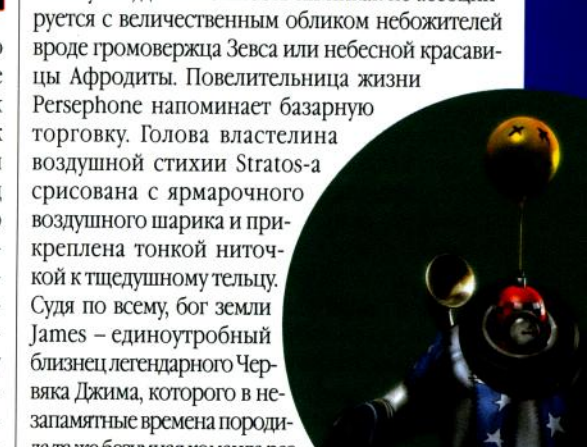 руется с величественным обликом небожителей
вроде громовержца Зевса или небесной красави-
цы Афродиты. Повелительница жизни
Persephone напоминает базарную
торговку. Голова властелина
воздушной стихии Stratos-а
срисована с ярмарочного
воздушного шарика и при-
креплена тонкой ниточ-
кой к тщедушному тельцу.
Судя по всему, бог земли
James – единоутробный
близнец легендарного Чер-
вяка Джима, которого в не-
запамятные времена породи-